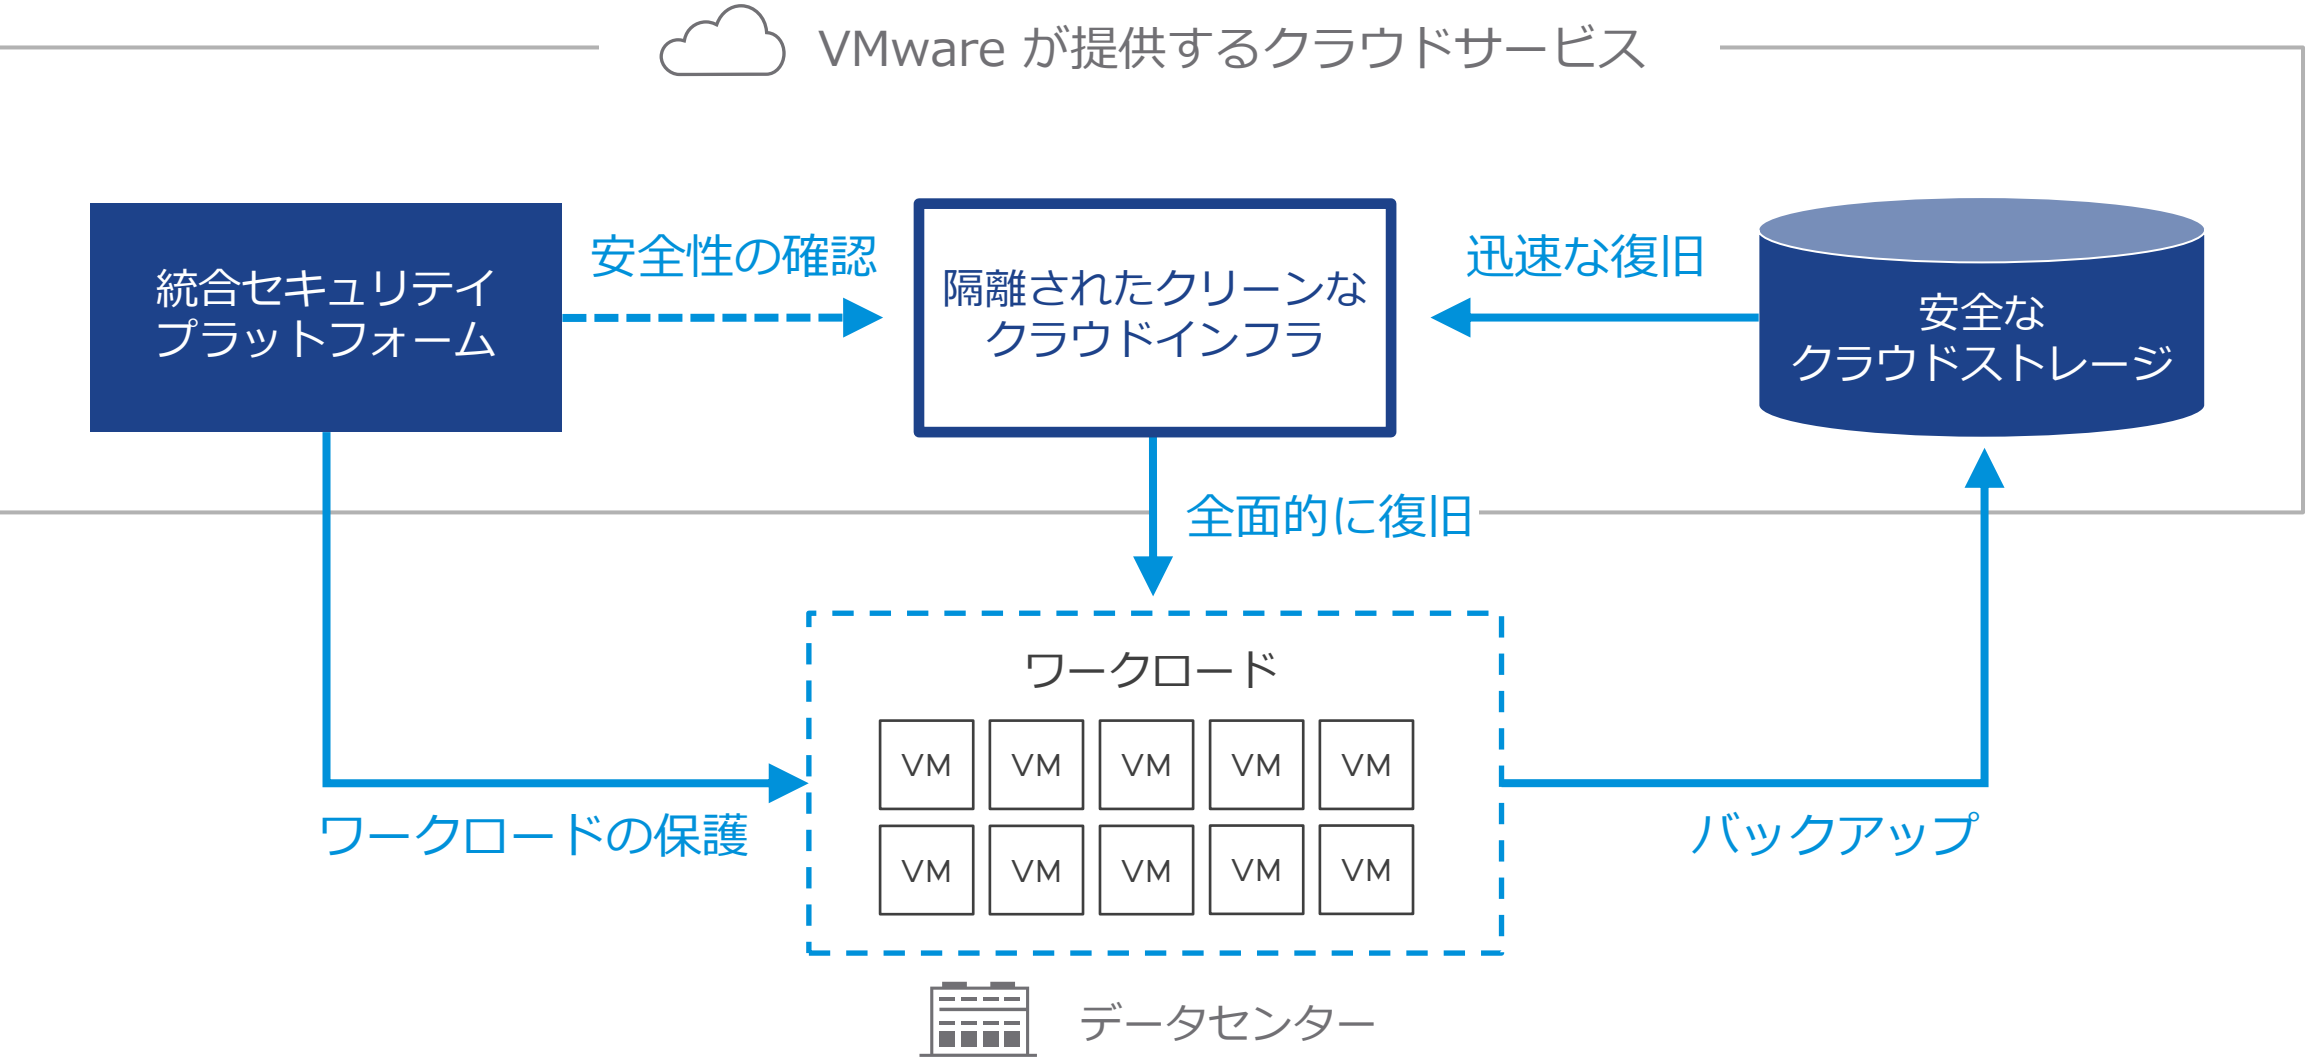 VMware が提供するクラウドサービス
統合セキュリティ
プラットフォーム
安全性の確認
隔離されたクリーンな
クラウドインフラ
迅速な復旧
安全な
クラウドストレージ
全面的に復旧
ワークロード
VM VM VM VM VM
VM VM VM VM VM
ワークロードの保護
バックアップ
データセンター